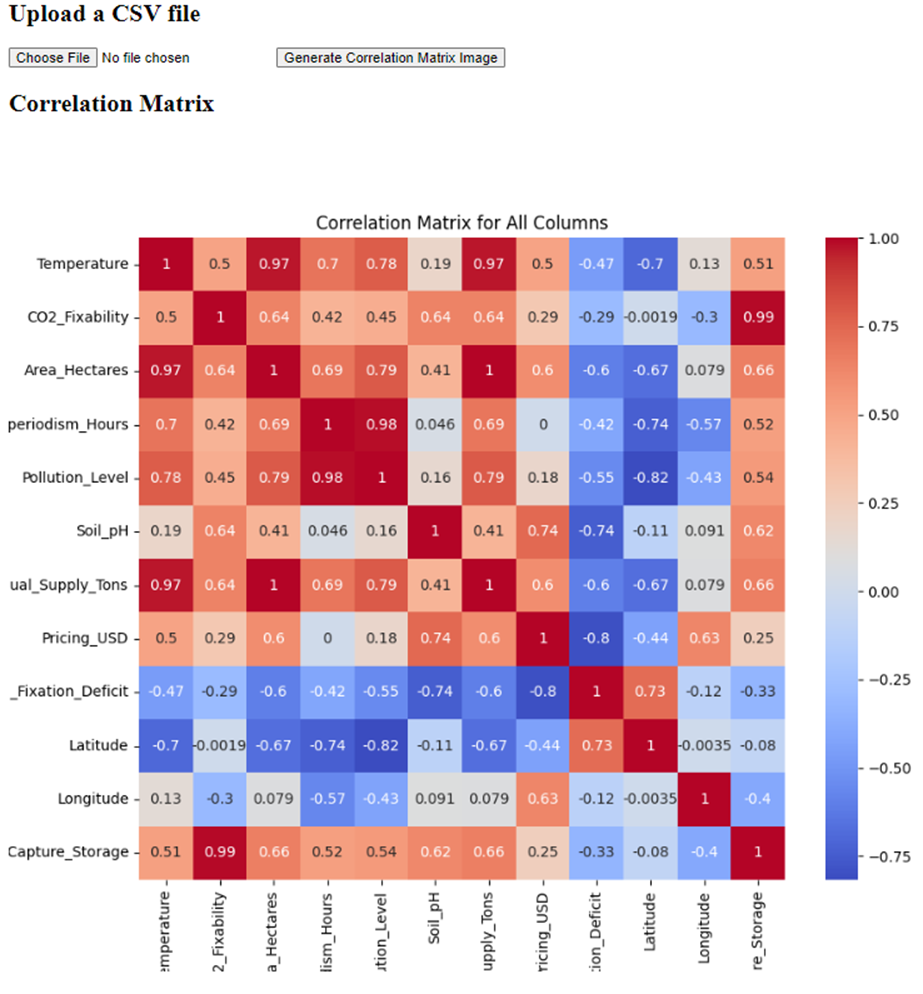 Upload a CSV file
Choose File No file chosen Generate Correlation Matrix Image
Correlation Matrix
Correlation Matrix for All Columns
Temperature 1 0.5 0.97 0.7 0.78 0.19 0.97 0.5 -0.47 -0.7 0.13 0.51
CO2_Fixability 0.5 1 0.64 0.42 0.45 0.64 0.64 0.29 -0.29 -0.0019 -0.3 0.99
Area_Hectares 0.97 0.64 1 0.69 0.79 0.41 1 0.6 -0.6 -0.67 0.079 0.66
periodism_Hours 0.7 0.42 0.69 1 0.98 0.046 0.69 0 -0.42 -0.74 -0.57 0.52
Pollution_Level 0.78 0.45 0.79 0.98 1 0.16 0.79 0.18 -0.55 -0.82 -0.43 0.54
Soil_pH 0.19 0.64 0.41 0.046 0.16 1 0.41 0.74 -0.74 -0.11 0.091 0.62
ual_Supply_Tons 0.97 0.64 1 0.69 0.79 0.41 1 0.6 -0.6 -0.67 0.079 0.66
Pricing_USD 0.5 0.29 0.6 0 0.18 0.74 0.6 1 -0.8 -0.44 0.63 0.25
_Fixation_Deficit -0.47 -0.29 -0.6 -0.42 -0.55 -0.74 -0.6 -0.8 1 0.73 -0.12 -0.33
Latitude -0.7 -0.0019 -0.67 -0.74 -0.82 -0.11 -0.67 -0.44 0.73 1 -0.0035 -0.08
Longitude 0.13 -0.3 0.079 -0.57 -0.43 0.091 0.079 0.63 -0.12 -0.0035 1 -0.4
Capture_Storage 0.51 0.99 0.66 0.52 0.54 0.62 0.66 0.25 -0.33 -0.08 -0.4 1
emperature
2_Fixability
a_Hectares
lism_Hours
ution_Level
Soil_pH
upply_Tons
ricing_USD
ion_Deficit
Latitude
Longitude
re_Storage
1.00
0.75
0.50
0.25
0.00
−0.25
−0.50
−0.75